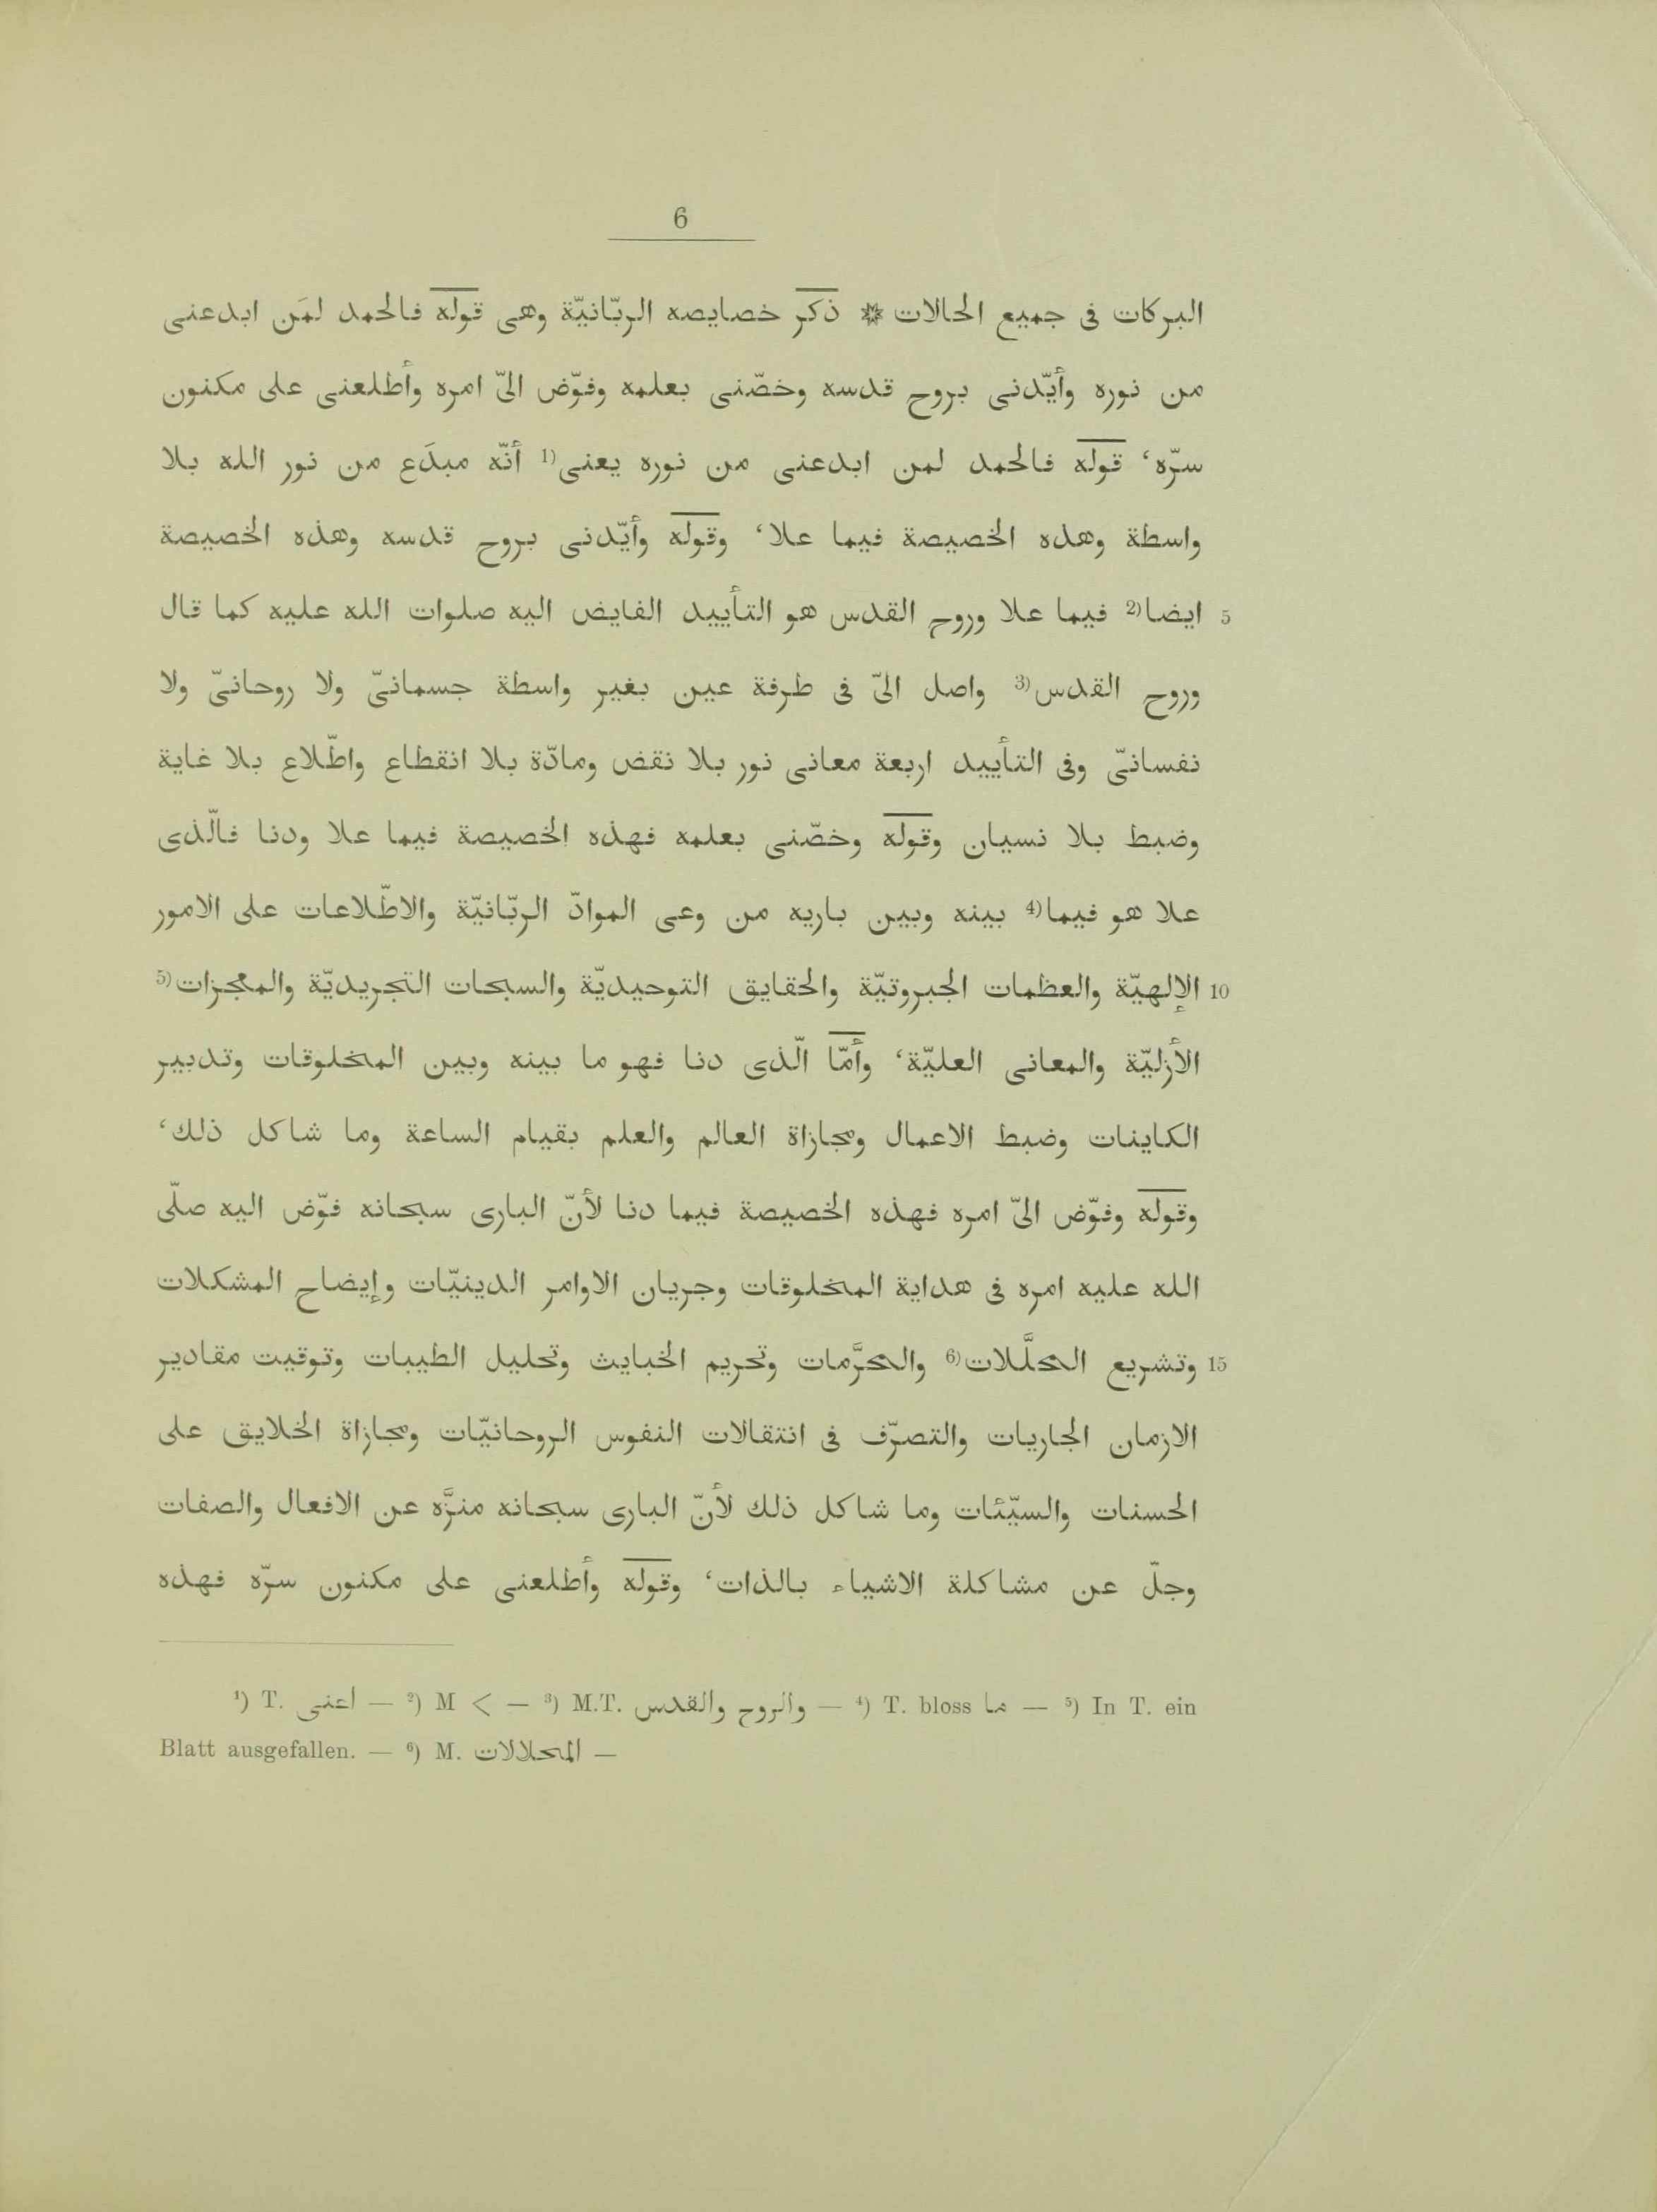 6
البركات فى جميع الحالات * ذكر خصايصه الربّانيّة وهى قوله فالحمد لمَن ابدعنى
من نوره وأيّدنى بروح قدسه وخصّنى بعلمه وفوّض الىّ امره وأطلعنى على مكنون
سرّه، قوله فالحمد لمن ابدعنى من نوره يعنى1) أنّه مبدَع من نور الله بلا
واسطة وهذه الخصيصة فيما علا، وقوله وأيّدنى بروح قدسه وهذه الخصيصة
5 ايضا2) فيما علا وروح القدس هو التأييد الفايض اليه صلوات الله عليه كما قال
وروح القدس3) واصل الىّ فى طرفة عين بغير واسطة جسمانىّ ولا روحانىّ ولا
نفسانىّ وفى التأييد اربعة معانى نور بلا نقض ومادّة بلا انقطاع واطّلاع بلا غاية
وضبط بلا نسيان وقوله وخصّنى بعلمه فهذه الخصيصة فيما علا ودنا فالّذى
علا هو فيما4) بينه وبين باريه من وعى الموادّ الربّانيّة والاطّلاعات على الامور
10 الإلهيّة والعظمات الجبروتيّة والحقايق التوحيديّة والسبحات التجريديّة والمعجزات5)
الأزليّة والمعانى العليّة، وأمّا الّذى دنا فهو ما بينه وبين المخلوقات وتدبير
الكاينات وضبط الاعمال ومجازاة العالم والعلم بقيام الساعة وما شاكل ذلك،
وقوله وفوّض الىّ امره فهذه الخصيصة فيما دنا لأنّ البارى سبحانه فوّض اليه صلّى
الله عليه امره فى هداية المخلوقات وجريان الاوامر الدينيّات وإيضاح المشكلات
15 وتشريع المحلَّلات6) والمحرَّمات وتحريم الخبايث وتحليل الطيبات وتوقيت مقادير
الازمان الجاريات والتصرّف فى انتقالات النفوس الروحانيّات ومجازاة الخلايق على
الحسنات والسيّئات وما شاكل ذلك لأنّ البارى سبحانه منزَّه عن الافعال والصفات
وجلّ عن مشاكلة الاشياء بالذات، وقوله وأطلعنى على مكنون سرّه فهذه
¹) T. اعنى — ²) M < — ³) M.T. والروح والقدس — ⁴) T. bloss ما — ⁵) In T. ein
Blatt ausgefallen. — ⁶) M. المحلالات —